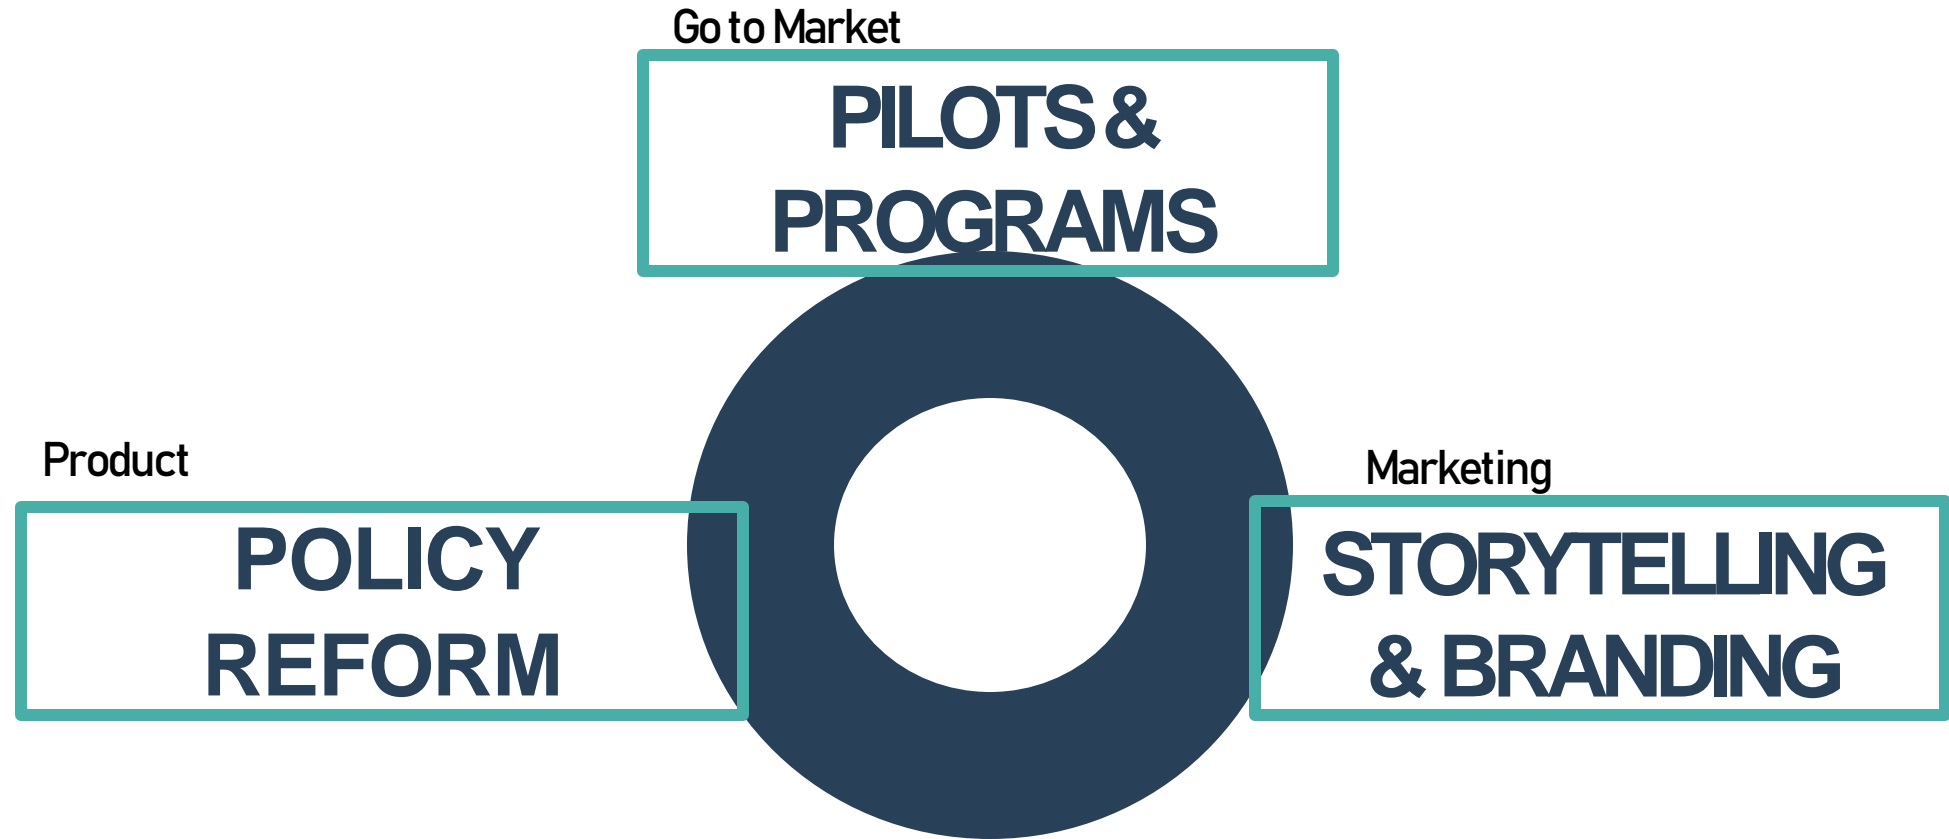 Go to Market
PILOTS &
PROGRAMS
Product
POLICY
REFORM
Marketing
STORYTELLING
& BRANDING